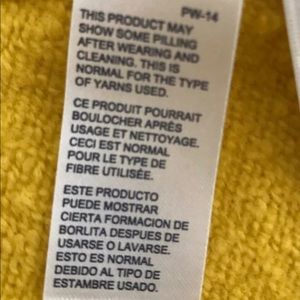 PW-14
THIS PRODUCT MAY
SHOW SOME PILLING
AFTER WEARING AND
CLEANING. THIS IS
NORMAL FOR THE TYPE
OF YARNS USED.
CE PRODUIT POURRAIT
BOULOCHER APRÈS
USAGE ET NETTOYAGE.
CECI EST NORMAL
POUR LE TYPE DE
FIBRE UTILISÉE.
ESTE PRODUCTO
PUEDE MOSTRAR
CIERTA FORMACION DE
BORLITA DESPUES DE
USARSE O LAVARSE.
ESTO ES NORMAL
DEBIDO AL TIPO DE
ESTAMBRE USADO.